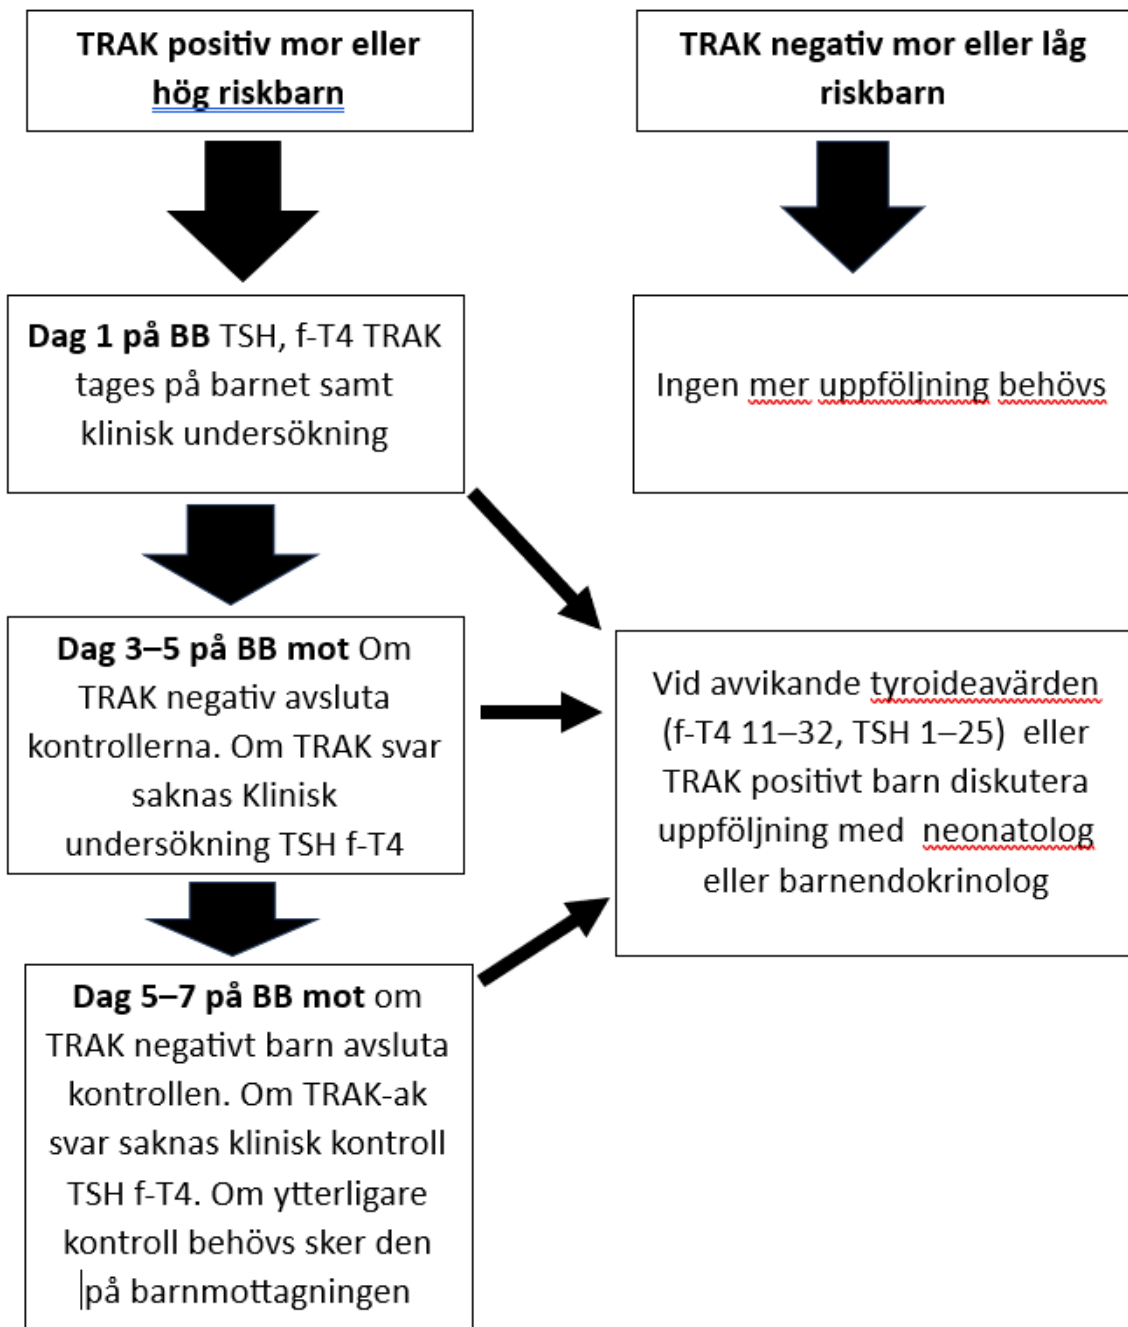 TRAK positiv mor eller
hög riskbarn
TRAK negativ mor eller låg
riskbarn
Dag 1 på BB TSH, f-T4 TRAK
tages på barnet samt
klinisk undersökning
Ingen mer uppföljning behövs
Dag 3–5 på BB mot Om
TRAK negativ avsluta
kontrollerna. Om TRAK svar
saknas Klinisk
undersökning TSH f-T4
Vid avvikande tyroideavärden
(f-T4 11–32, TSH 1–25)  eller
TRAK positivt barn diskutera
uppföljning med  neonatolog
eller barnendokrinolog
Dag 5–7 på BB mot om
TRAK negativt barn avsluta
kontrollen. Om TRAK-ak
svar saknas klinisk kontroll
TSH f-T4. Om ytterligare
kontroll behövs sker den
på barnmottagningen